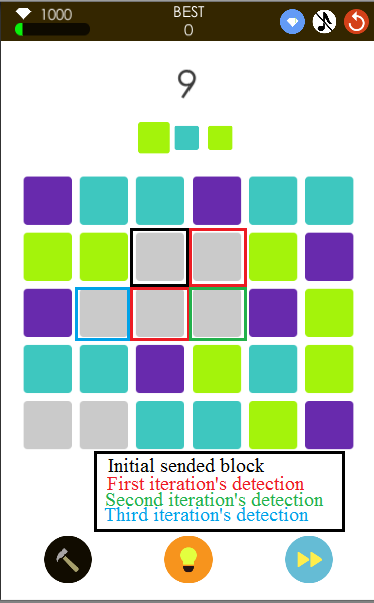 1000
BEST
0
9
Initial sended block
First iteration's detection
Second iteration's detection
Third iteration's detection